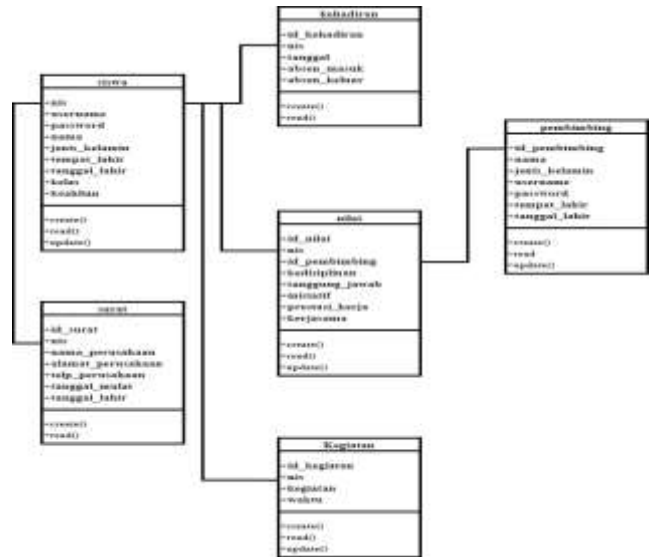 kehadiran
-id_kehadiran
-nis
-tanggal
-absen_masuk
-absen_keluar
-create()
-read()
siswa
-nis
-username
-password
-nama
-jenis_kelamin
-tempat_lahir
-tanggal_lahir
-kelas
-keahlian
-create()
-read()
-update()
pembimbing
-id_pembimbing
-nama
-jenis_kelamin
-username
-password
-tempat_lahir
-tanggal_lahir
-create()
-read
-update()
nilai
-id_nilai
-nis
-id_pembimbing
-kedisiplinan
-tanggung_jawab
-inisiatif
-prestasi_kerja
-kerjasama
-create()
-read()
-update()
surat
-id_surat
-nis
-nama_perusahaan
-alamat_perusahaan
-telp_perusahaan
-tanggal_mulai
-tanggal_lahir
-create()
-read()
Kegiatan
-id_kegiatan
-nis
-kegiatan
-waktu
-create()
-read()
-update()